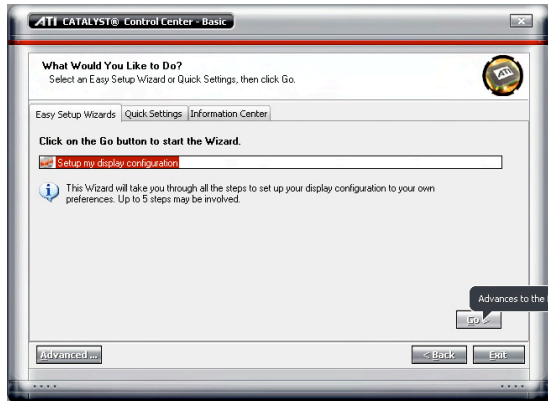 ATI CATALYST® Control Center - Basic
What Would You Like to Do?
Select an Easy Setup Wizard or Quick Settings, then click Go.
ATI
Easy Setup Wizards Quick Settings Information Center
Click on the Go button to start the Wizard.
Setup my display configuration
This Wizard will take you through all the steps to set up your display configuration to your own
preferences. Up to 5 steps may be involved.
Advances to the
Go >
Advanced ... < Back Exit